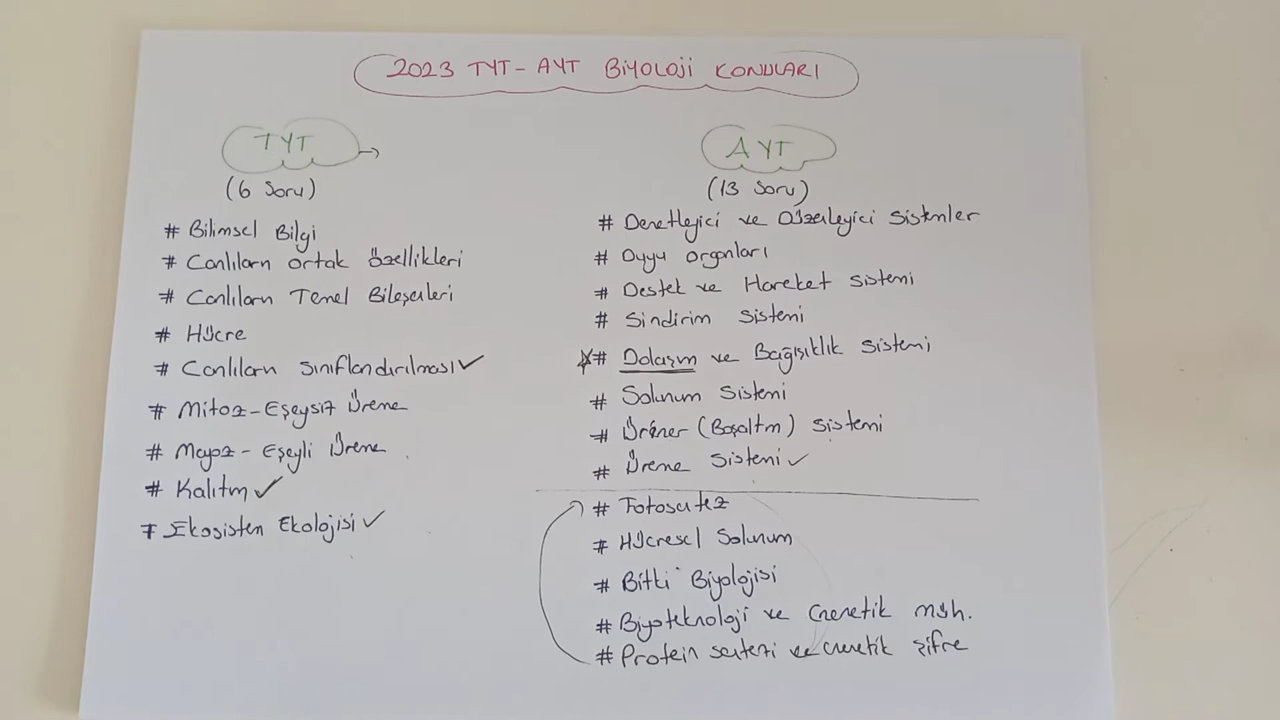 2023 TYT - AYT BİYOLOJİ KONULARI
TYT
(6 Soru)
# Bilimsel Bilgi
# Canlıların Ortak Özellikleri
# Canlıların Temel Bileşenleri
# Hücre
# Canlıların Sınıflandırılması ✓
# Mitoz - Eşeysiz Üreme
# Mayoz - Eşeyli Üreme
# Kalıtım ✓
# Ekosistem Ekolojisi ✓
AYT
(13 Soru)
# Denetleyici ve Düzenleyici Sistemler
# Duyu Organları
# Destek ve Hareket Sistemi
# Sindirim Sistemi
# Dolaşım ve Bağışıklık Sistemi
# Solunum Sistemi
# Üriner (Boşaltım) Sistemi
# Üreme Sistemi ✓
# Fotosentez
# Hücresel Solunum
# Bitki Biyolojisi
# Biyoteknoloji ve Genetik müh.
# Protein sentezi ve Genetik şifre